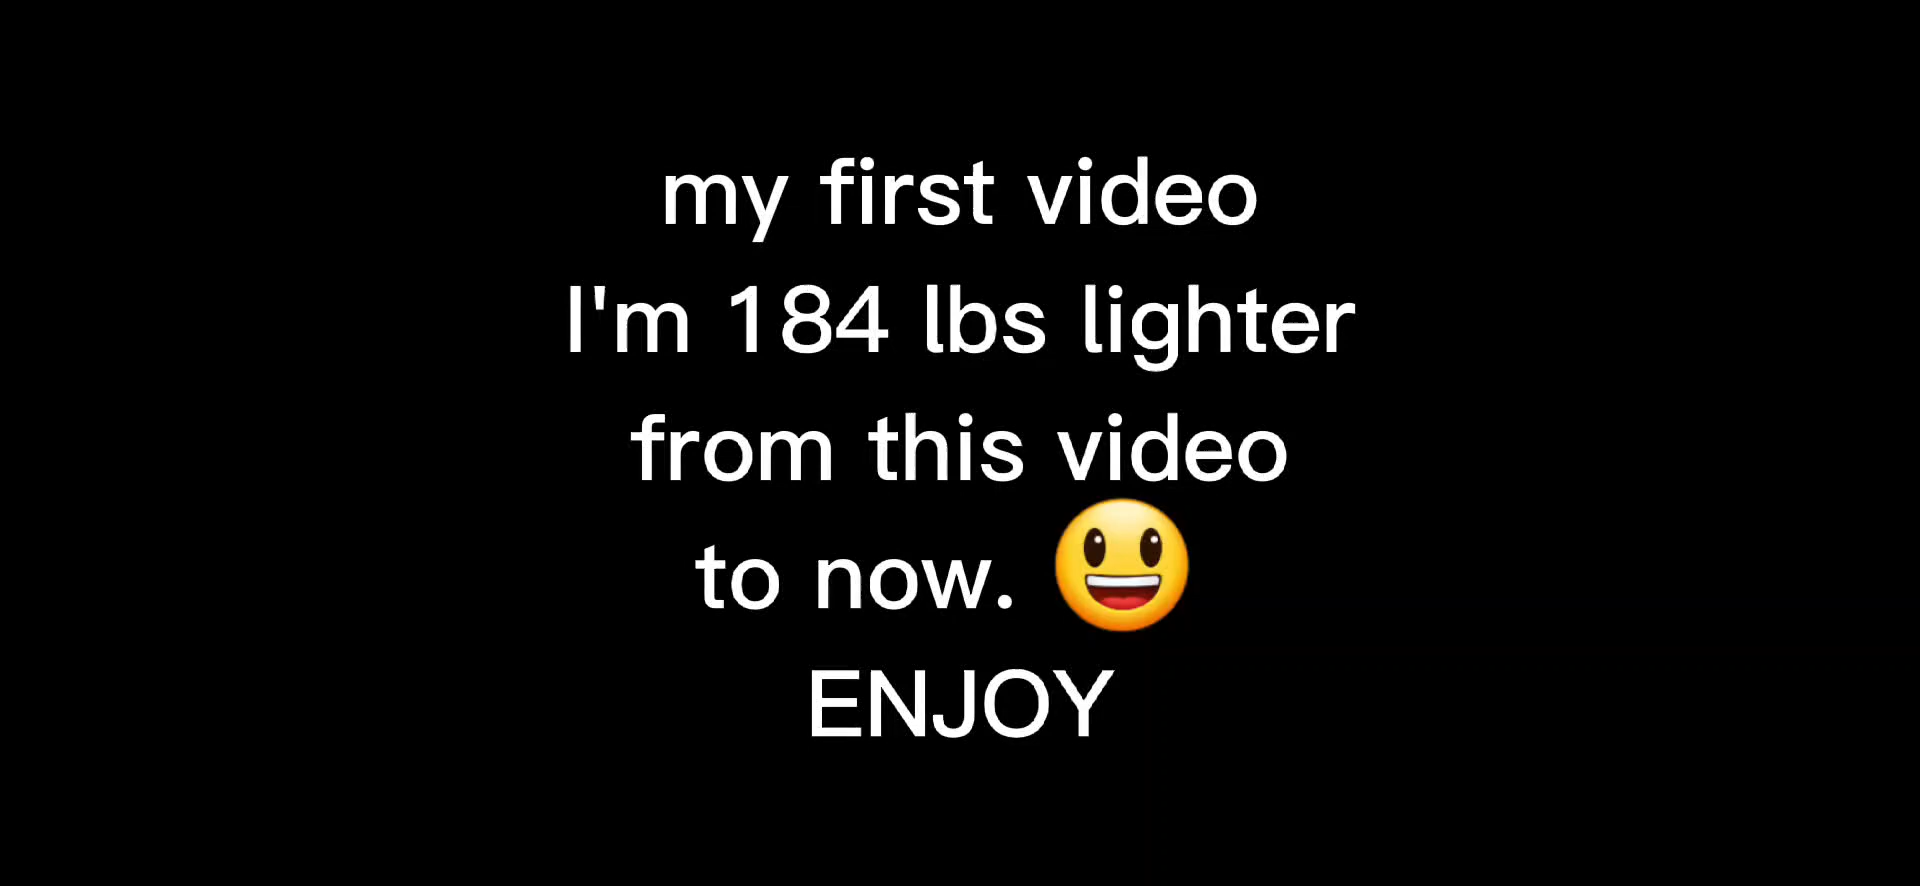 my first video
I'm 184 lbs lighter
from this video
to now. 😃
ENJOY